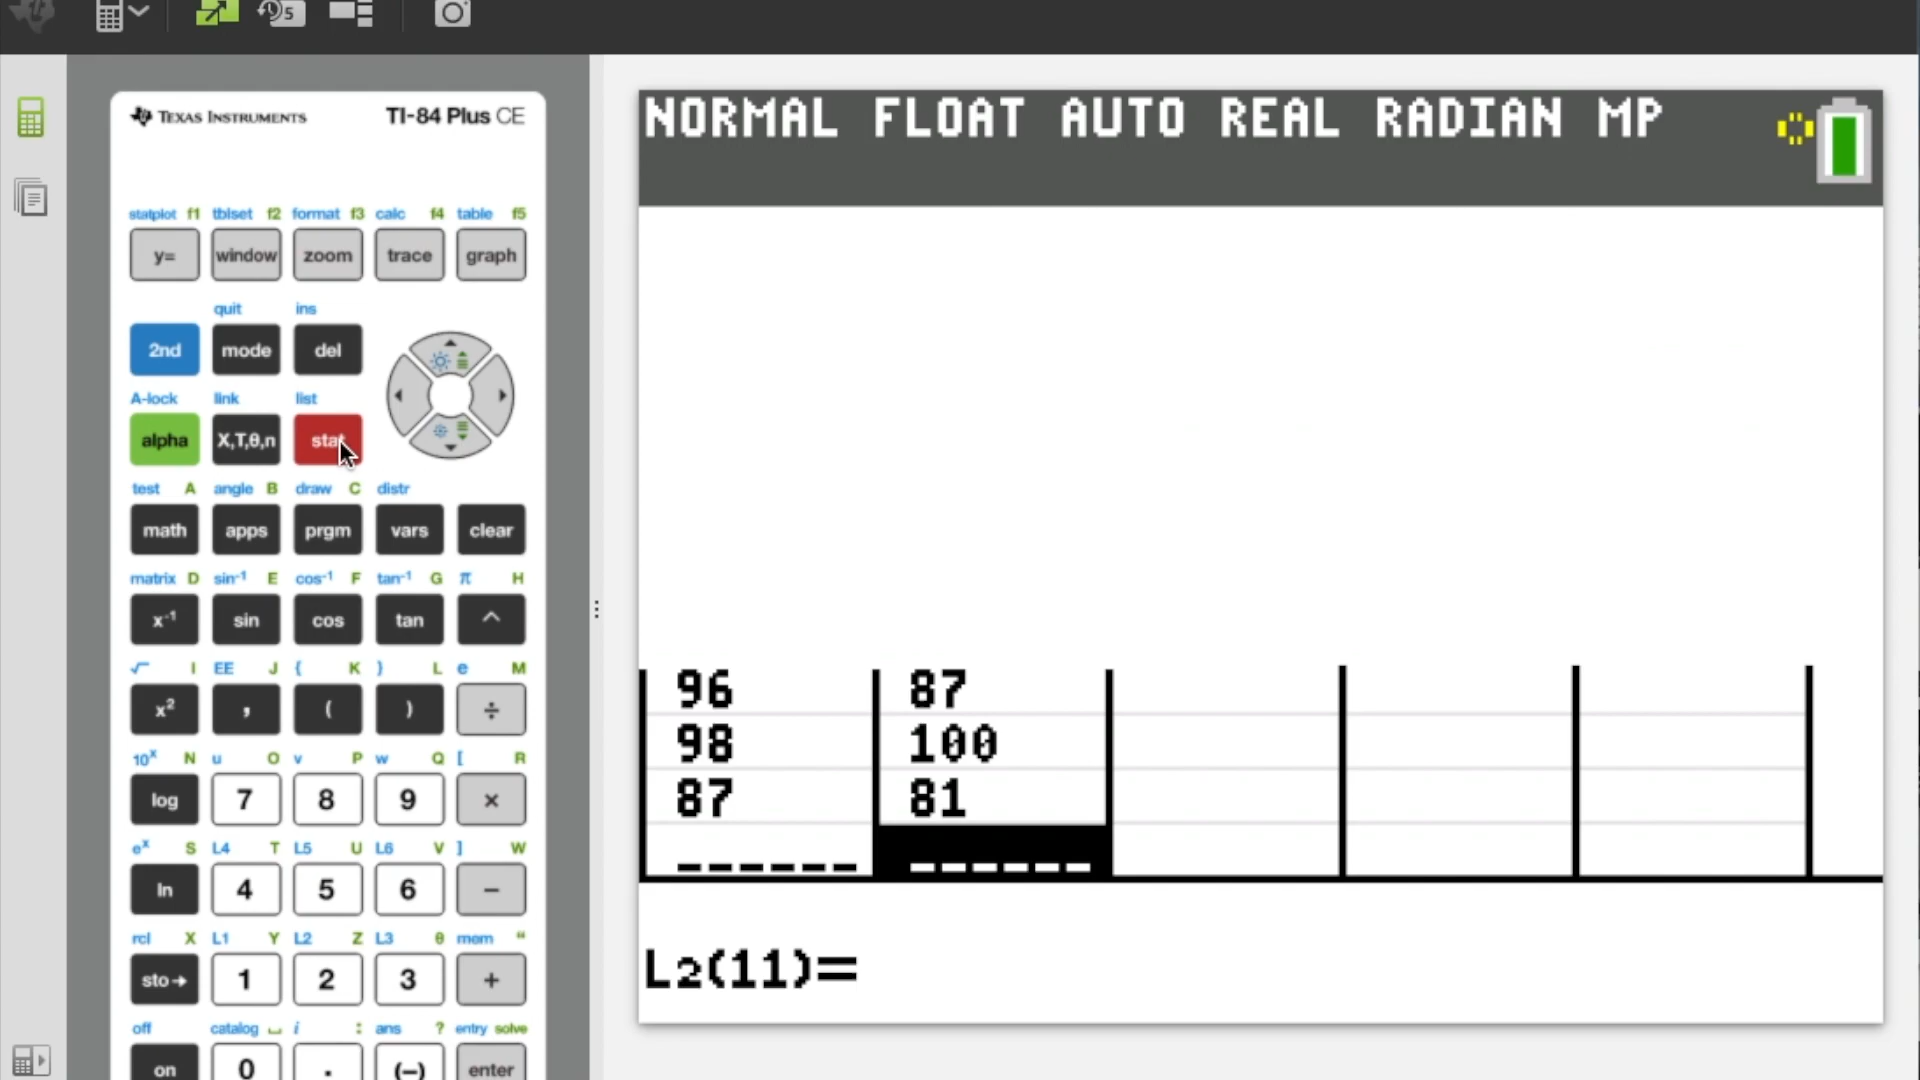 TEXAS INSTRUMENTS TI-84 Plus CE
statplot f1 tblset f2 format f3 calc f4 table f5
y= window zoom trace graph
quit ins
2nd mode del
A-lock link list
alpha X,T,θ,n stat
test A angle B draw C distr
math apps prgm vars clear
matrix D sin⁻¹ E cos⁻¹ F tan⁻¹ G π H
x⁻¹ sin cos tan ^
√ I EE J { K } L e M
x² , ( ) ÷
10ˣ N u O v P w Q [ R
log 7 8 9 ×
eˣ S L4 T L5 U L6 V ] W
ln 4 5 6 −
rcl X L1 Y L2 Z L3 θ mem "
sto→ 1 2 3 +
off catalog ⎵ i : ans ? entry solve
on 0 . (−) enter
NORMAL FLOAT AUTO REAL RADIAN MP
96 87
98 100
87 81
------ ------
L2(11)=
5